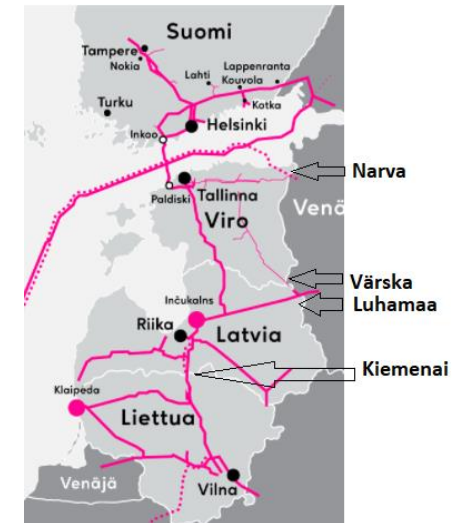 Suomi
Tampere
Nokia
Lappenranta
Lahti
Kouvola
Turku
Kotka
Helsinki
Inkoo
Narva
Paldiski
Tallinna
Viro
Venä
Värska
Luhamaa
Inčukalns
Riika
Latvia
Kiemenai
Klaipeda
Liettua
Venäjä
Vilna